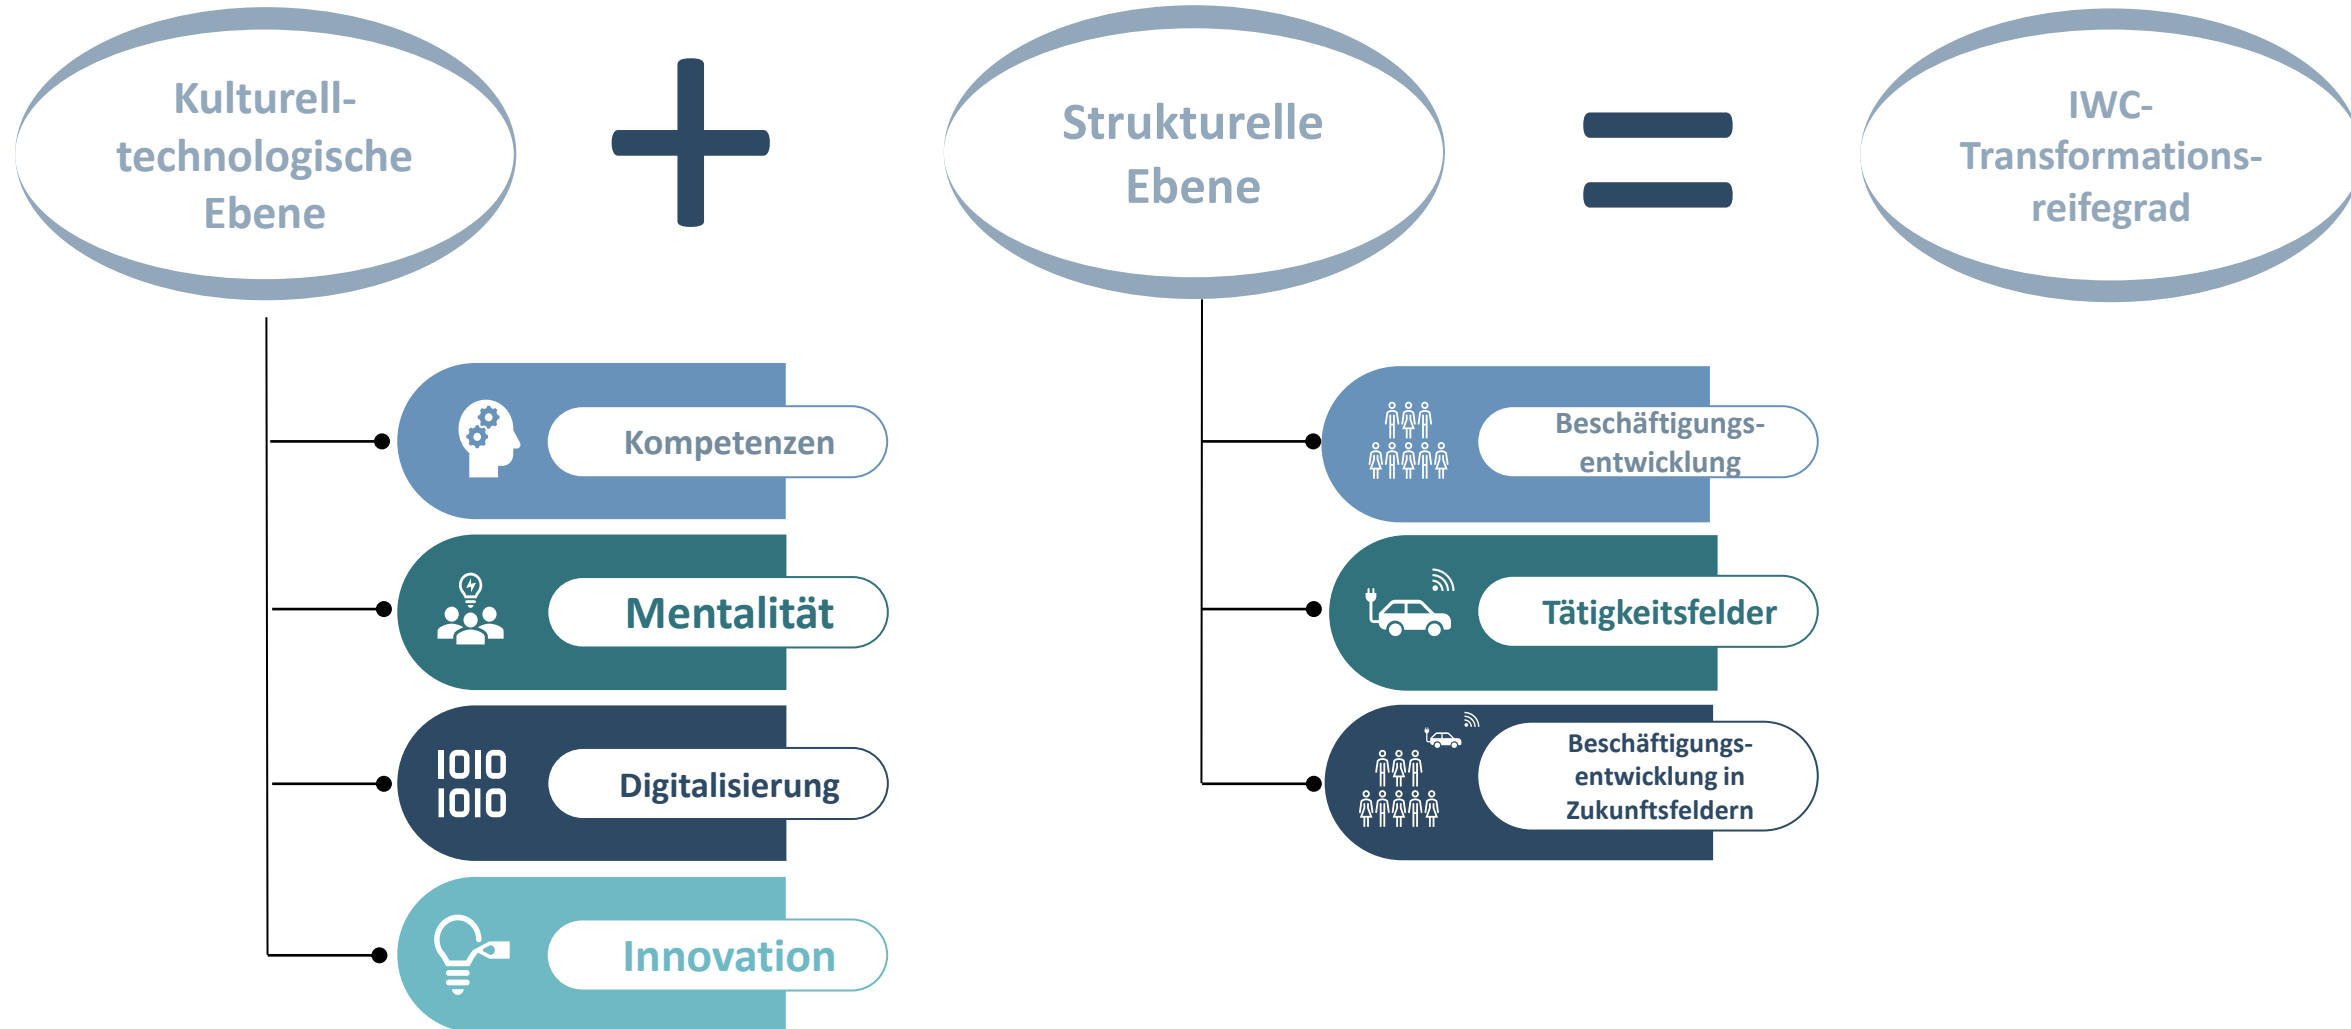 Kulturell-
technologische
Ebene
Strukturelle
Ebene
IWC-
Transformations-
reifegrad
Kompetenzen
Mentalität
1010
1010
Digitalisierung
Innovation
Beschäftigungs-
entwicklung
Tätigkeitsfelder
Beschäftigungs-
entwicklung in
Zukunftsfeldern